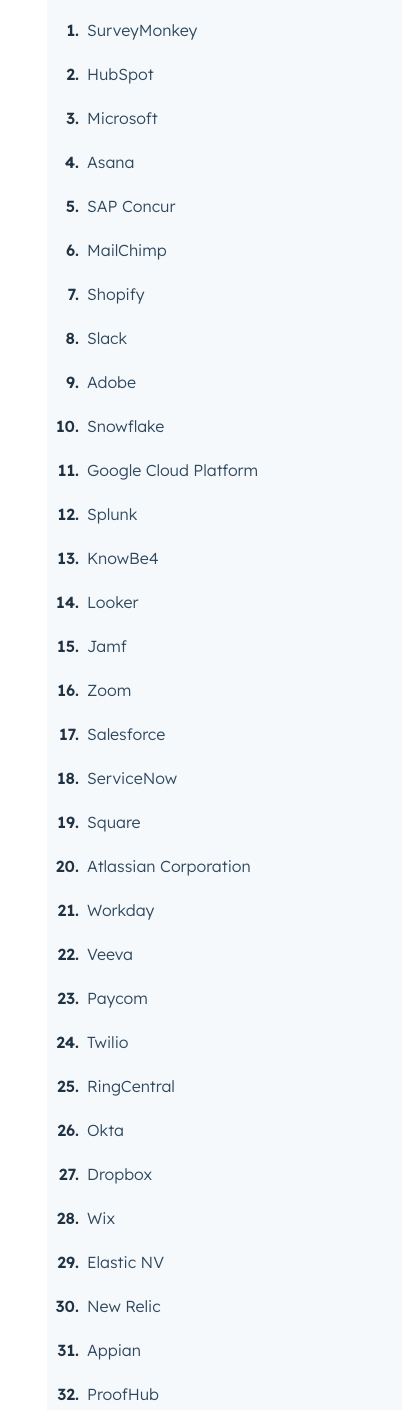 1. SurveyMonkey
2. HubSpot
3. Microsoft
4. Asana
5. SAP Concur
6. MailChimp
7. Shopify
8. Slack
9. Adobe
10. Snowflake
11. Google Cloud Platform
12. Splunk
13. KnowBe4
14. Looker
15. Jamf
16. Zoom
17. Salesforce
18. ServiceNow
19. Square
20. Atlassian Corporation
21. Workday
22. Veeva
23. Paycom
24. Twilio
25. RingCentral
26. Okta
27. Dropbox
28. Wix
29. Elastic NV
30. New Relic
31. Appian
32. ProofHub